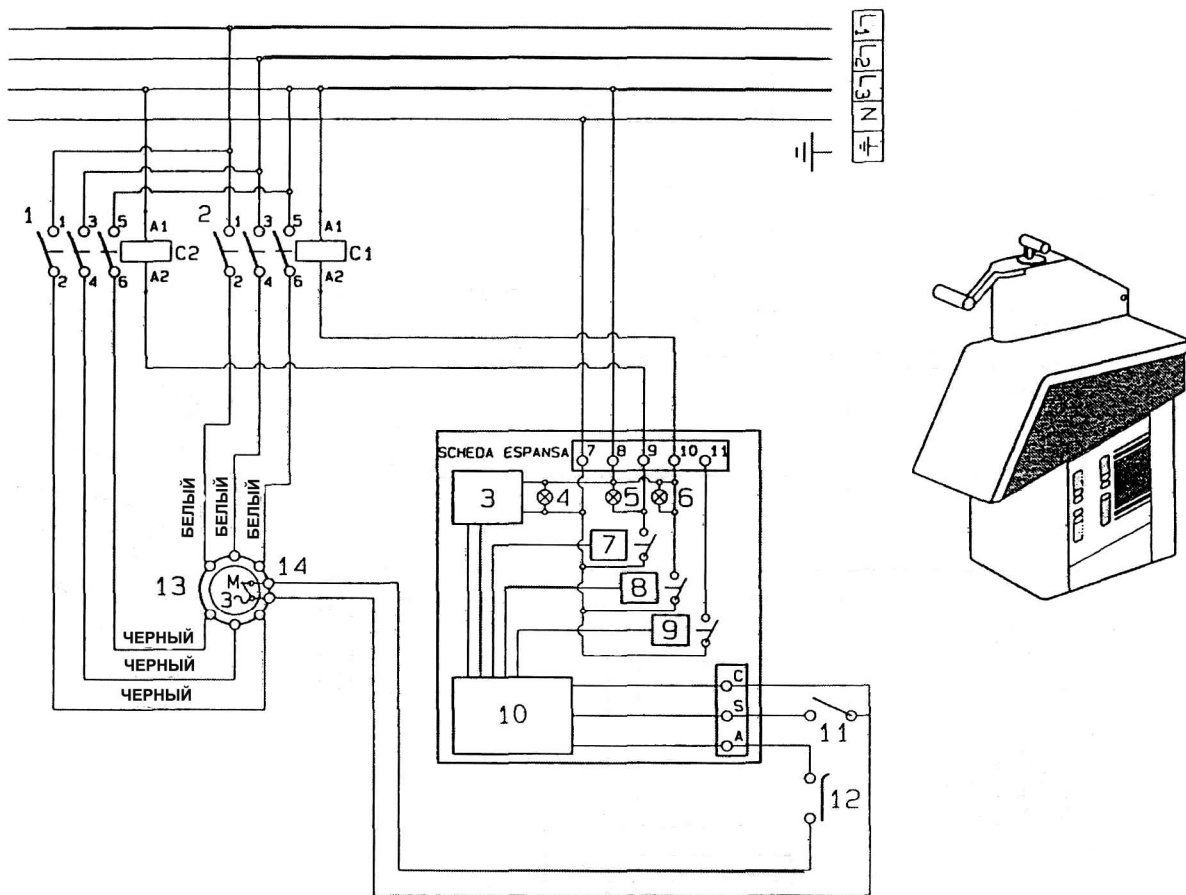 L1 L2 L3 N
1 1 3 5 A1 2 1 3 5 A1
C2 C1
2 4 6 A2 2 4 6 A2
SCHEDA ESPANSA 7 8 9 10 11
3 4 5 6
7
8
9
БЕЛЫЙ
БЕЛЫЙ
БЕЛЫЙ
13 M 3 14
ЧЕРНЫЙ
ЧЕРНЫЙ
ЧЕРНЫЙ
10
C
S
A
11
12